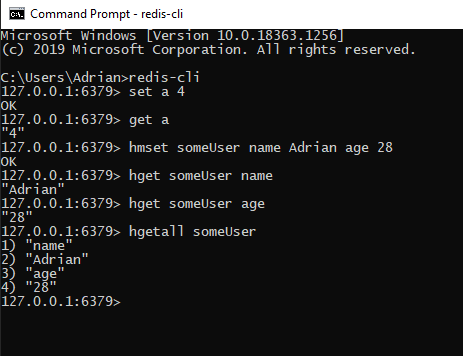 Command Prompt - redis-cli
Microsoft Windows [Version 10.0.18363.1256]
(c) 2019 Microsoft Corporation. All rights reserved.
C:\Users\Adrian>redis-cli
127.0.0.1:6379> set a 4
OK
127.0.0.1:6379> get a
"4"
127.0.0.1:6379> hmset someUser name Adrian age 28
OK
127.0.0.1:6379> hget someUser name
"Adrian"
127.0.0.1:6379> hget someUser age
"28"
127.0.0.1:6379> hgetall someUser
1) "name"
2) "Adrian"
3) "age"
4) "28"
127.0.0.1:6379>